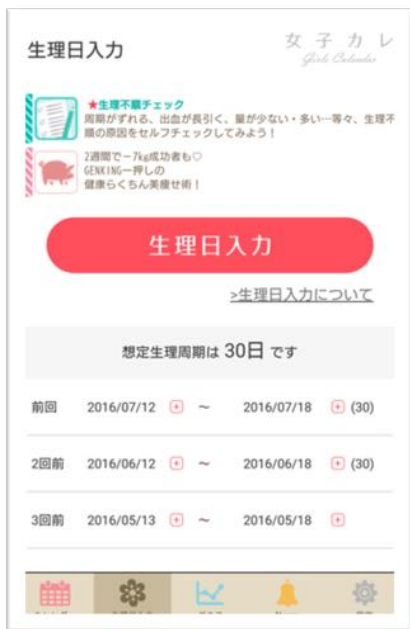 生理日入力
女子カレ
Girls Calendar
★生理不順チェック
周期がずれる、出血が長引く、量が少ない・多い…等々、生理不
順の原因をセルフチェックしてみよう！
2週間で－7kg成功者も♡
GENKING一押しの
健康らくちん美痩せ術！
生理日入力
>生理日入力について
想定生理周期は 30日 です
前回 2016/07/12 ～ 2016/07/18 (30)
2回前 2016/06/12 ～ 2016/06/18 (30)
3回前 2016/05/13 ～ 2016/05/18